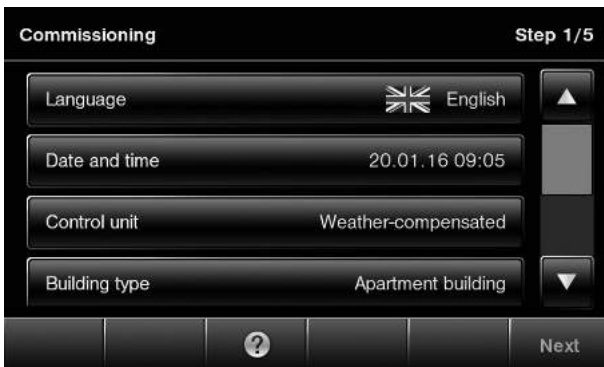 Commissioning Step 1/5
Language English
Date and time 20.01.16 09:05
Control unit Weather-compensated
Building type Apartment building
? Next